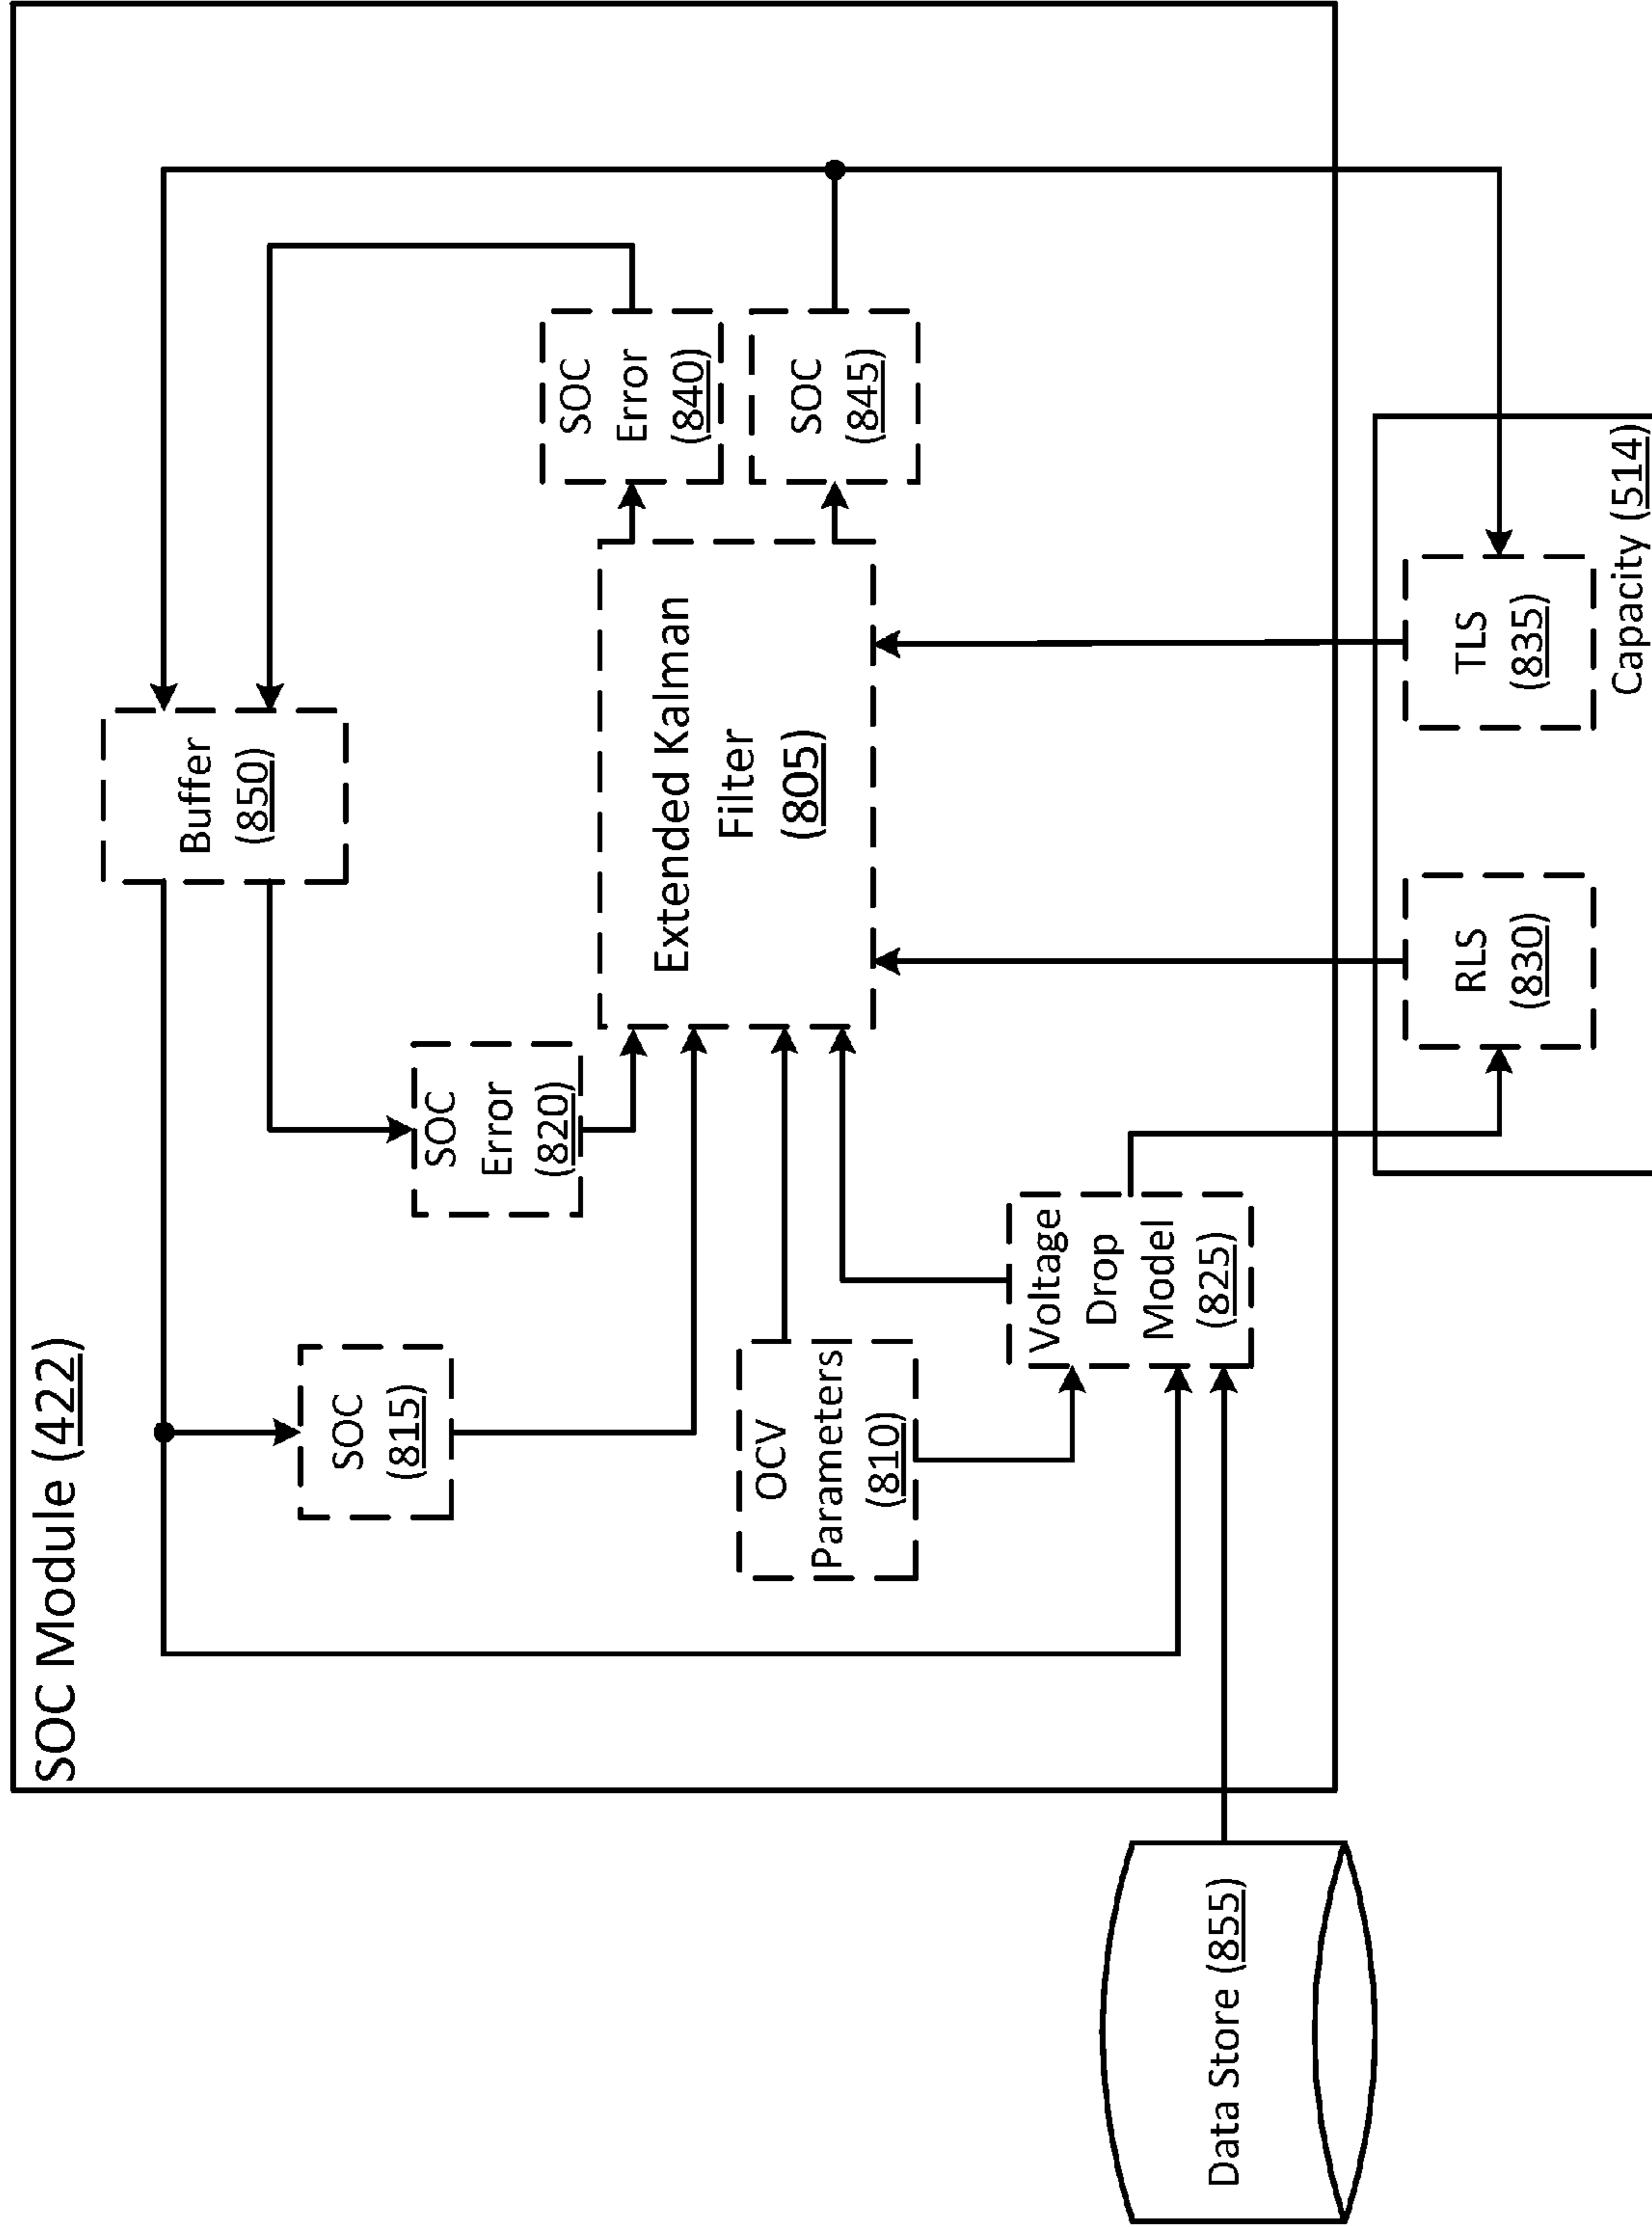 SOC Module (422)
Buffer
(850)
SOC
(815)
SOC
Error
(820)
SOC
Error
(840)
Extended Kalman
Filter
(805)
SOC
(845)
OCV
Parameters
(810)
Voltage
Drop
Model
(825)
Data Store (855)
RLS
(830)
TLS
(835)
Capacity (514)